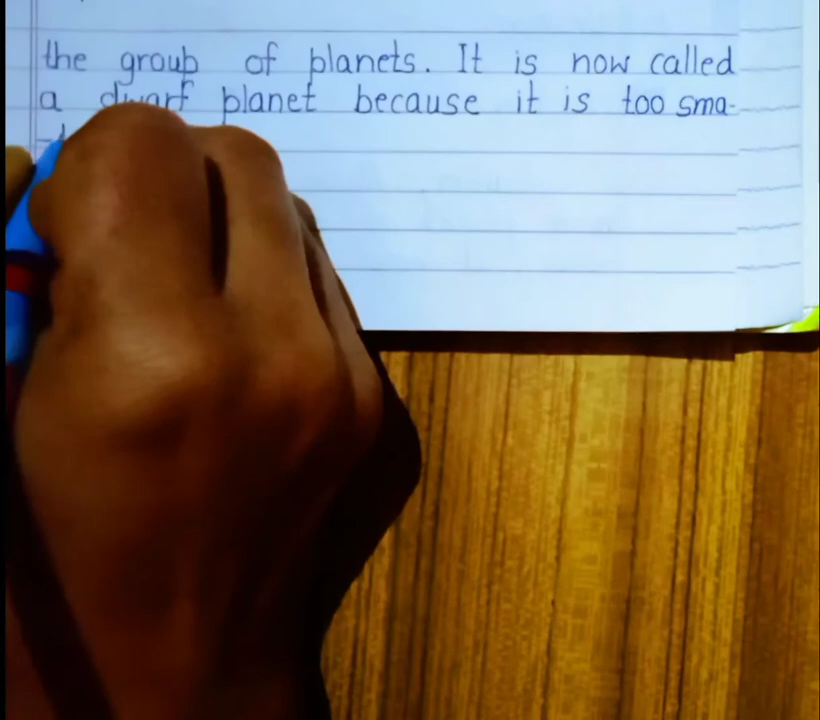 the group of planets. It is now called
a dwarf planet because it is too sma-